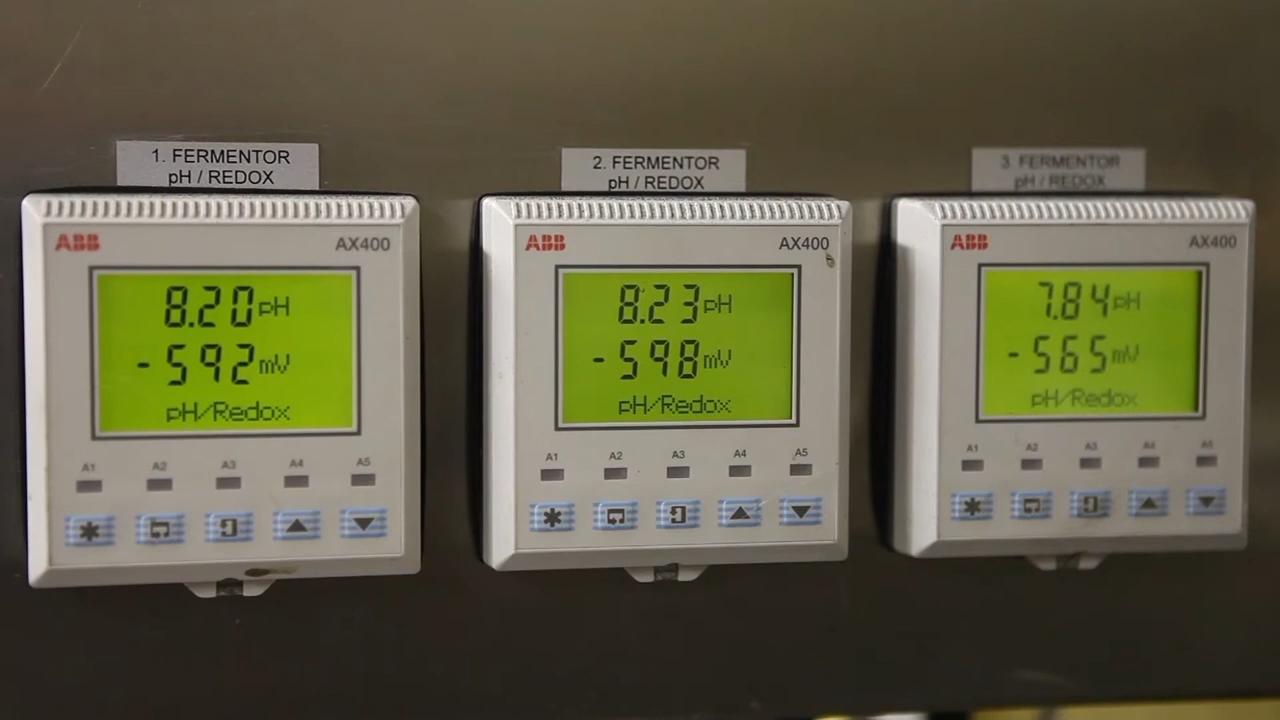 1. FERMENTOR
pH / REDOX
ABB AX400
8.20 pH
-592 mV
pH/Redox
A1 A2 A3 A4 A5
2. FERMENTOR
pH / REDOX
ABB AX400
8.23 pH
-598 mV
pH/Redox
A1 A2 A3 A4 A5
3. FERMENTOR
pH / REDOX
ABB AX400
7.84 pH
-565 mV
pH/Redox
A1 A2 A3 A4 A5